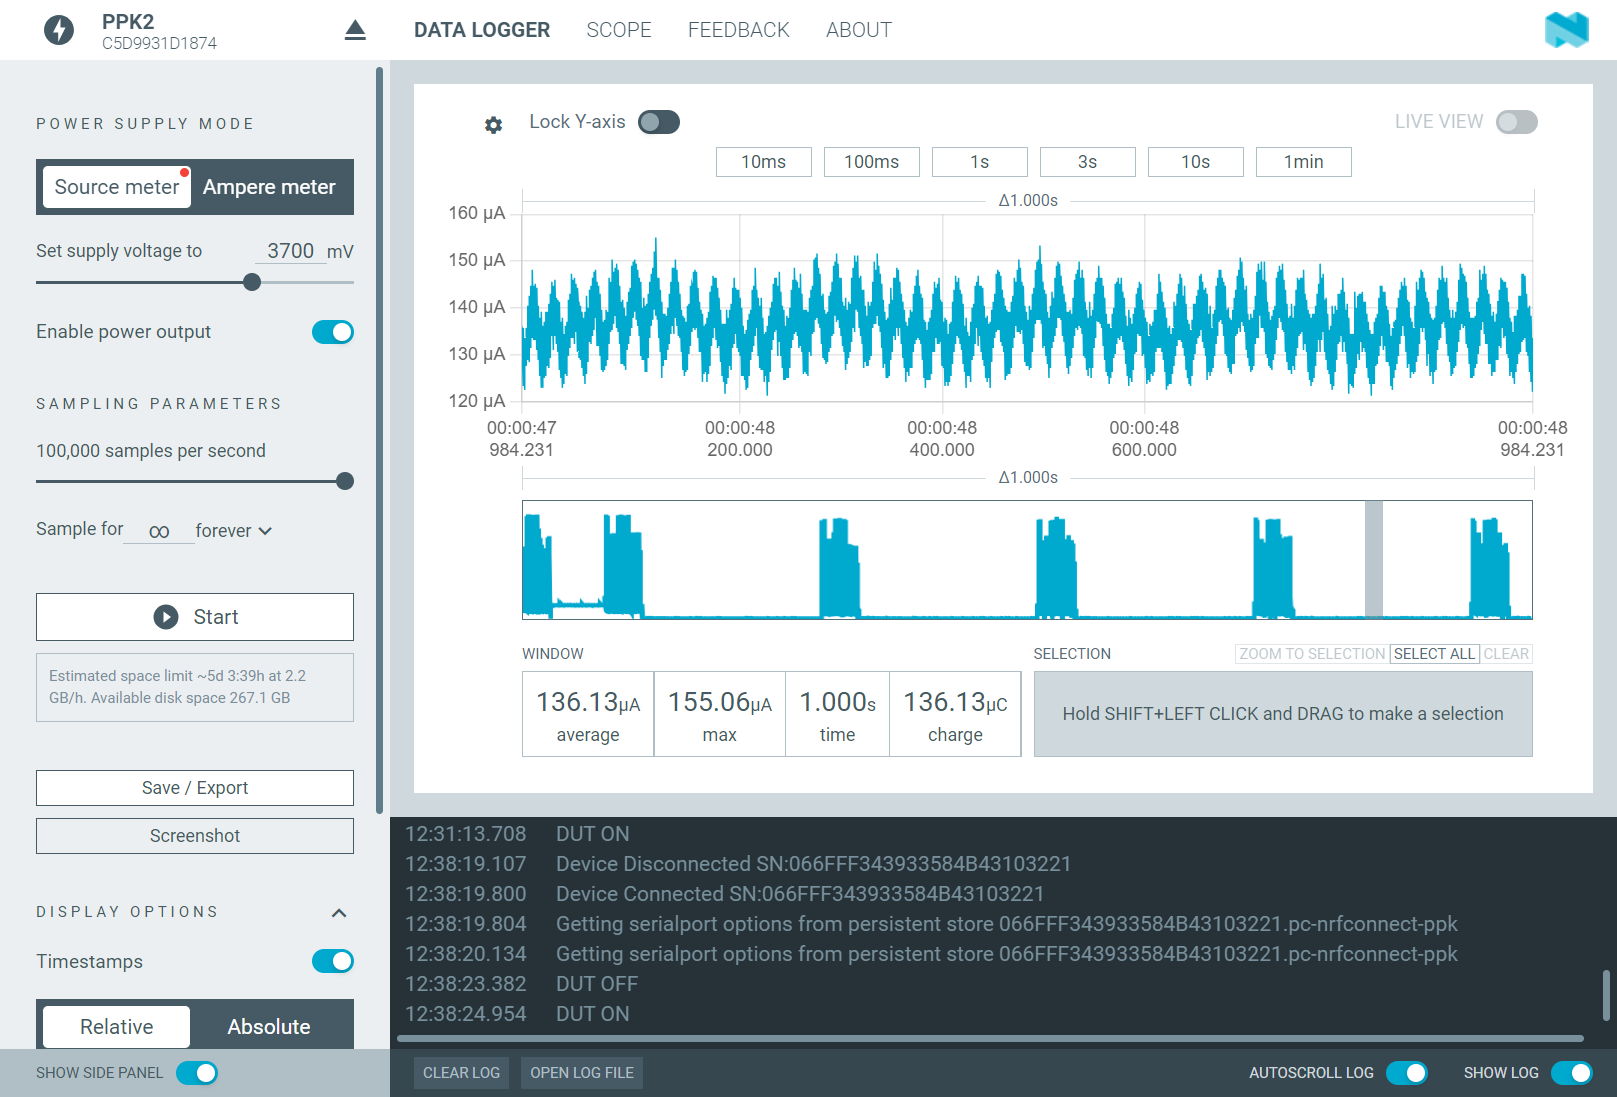 PPK2
C5D9931D1874
DATA LOGGER
SCOPE
FEEDBACK
ABOUT
POWER SUPPLY MODE
Source meter
Ampere meter
Set supply voltage to 3700 mV
Enable power output
SAMPLING PARAMETERS
100,000 samples per second
Sample for ∞ forever
Start
Estimated space limit ~5d 3:39h at 2.2
GB/h. Available disk space 267.1 GB
Save / Export
Screenshot
DISPLAY OPTIONS
Timestamps
Relative
Absolute
SHOW SIDE PANEL
Lock Y-axis
LIVE VIEW
10ms
100ms
1s
3s
10s
1min
Δ1.000s
160 µA
150 µA
140 µA
130 µA
120 µA
00:00:47
984.231
00:00:48
200.000
00:00:48
400.000
00:00:48
600.000
00:00:48
984.231
Δ1.000s
WINDOW
136.13µA
average
155.06µA
max
1.000s
time
136.13µC
charge
SELECTION
ZOOM TO SELECTION
SELECT ALL
CLEAR
Hold SHIFT+LEFT CLICK and DRAG to make a selection
12:31:13.708 DUT ON
12:38:19.107 Device Disconnected SN:066FFF343933584B43103221
12:38:19.800 Device Connected SN:066FFF343933584B43103221
12:38:19.804 Getting serialport options from persistent store 066FFF343933584B43103221.pc-nrfconnect-ppk
12:38:20.134 Getting serialport options from persistent store 066FFF343933584B43103221.pc-nrfconnect-ppk
12:38:23.382 DUT OFF
12:38:24.954 DUT ON
CLEAR LOG
OPEN LOG FILE
AUTOSCROLL LOG
SHOW LOG